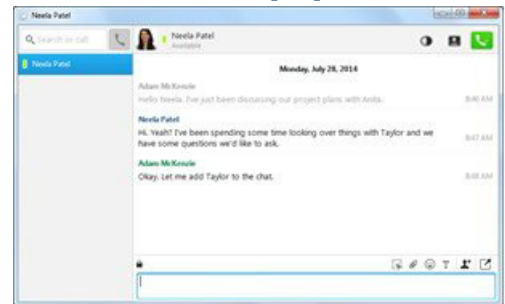 Neela Patel
Search or call
Neela Patel
Available
Neela Patel
Monday, July 28, 2014
Adam McKenzie
Hello Neela. I've just been discussing our project plans with Anita.
8:46 AM
Neela Patel
Hi. Yeah? I've been spending some time looking over things with Taylor and we
have some questions we'd like to ask.
8:47 AM
Adam McKenzie
Okay. Let me add Taylor to the chat.
8:48 AM
T